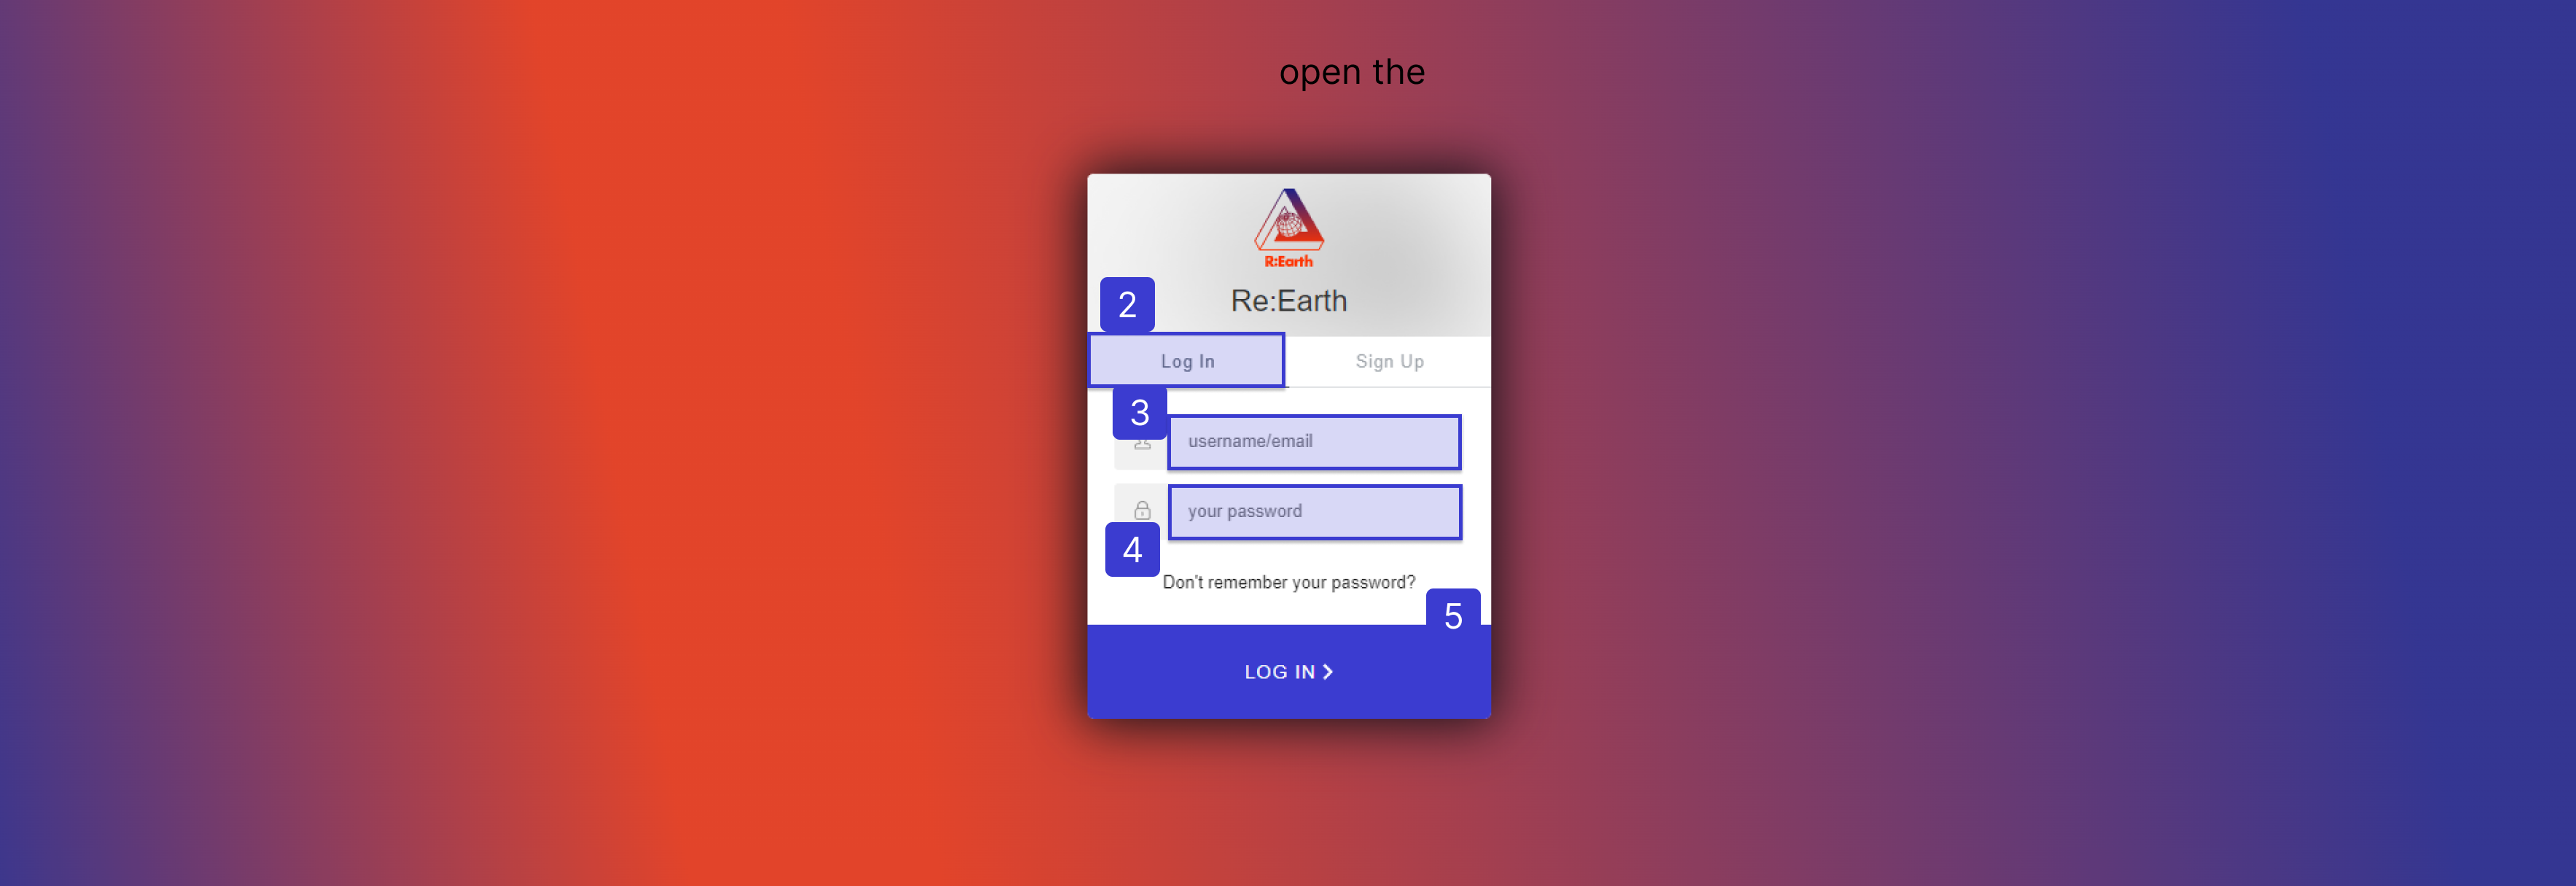 open the
R:Earth
Re:Earth
2
Log In
Sign Up
3
username/email
your password
4
Don't remember your password?
5
LOG IN